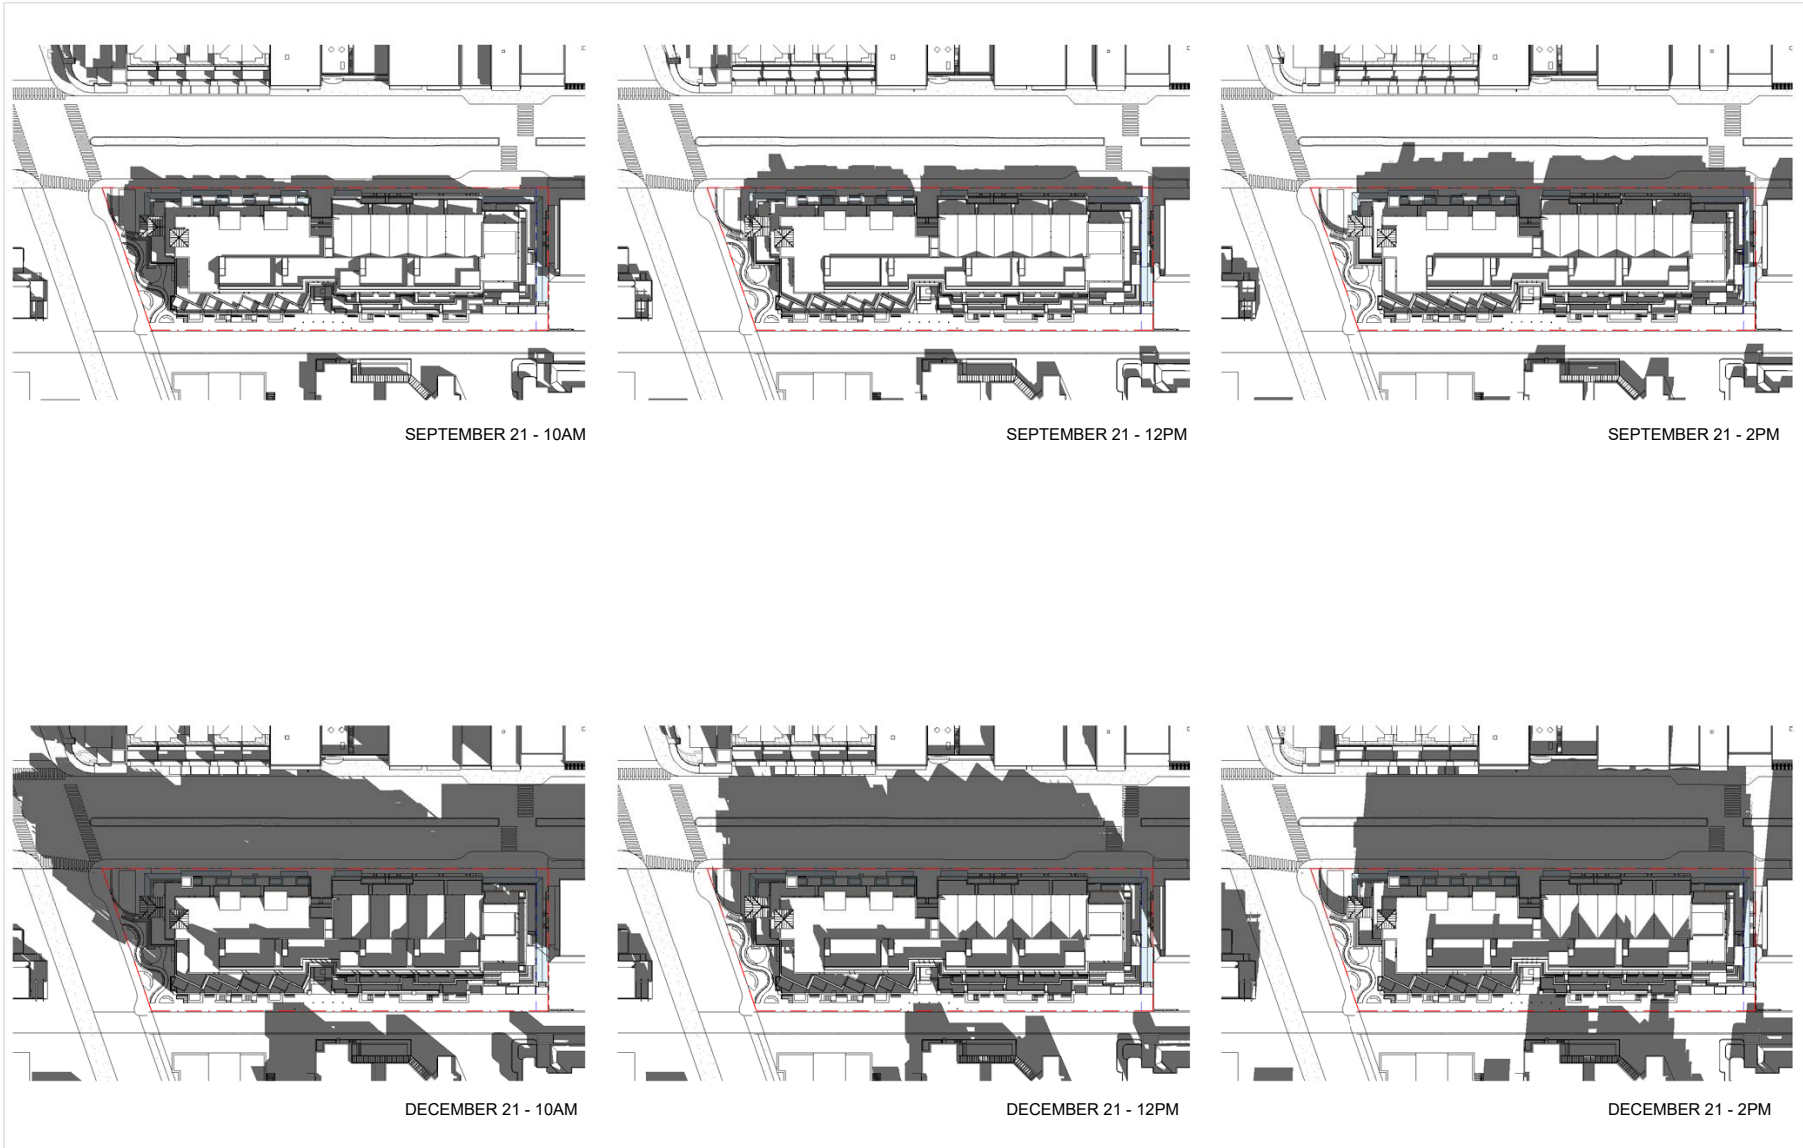 SEPTEMBER 21 - 10AM
SEPTEMBER 21 - 12PM
SEPTEMBER 21 - 2PM
DECEMBER 21 - 10AM
DECEMBER 21 - 12PM
DECEMBER 21 - 2PM